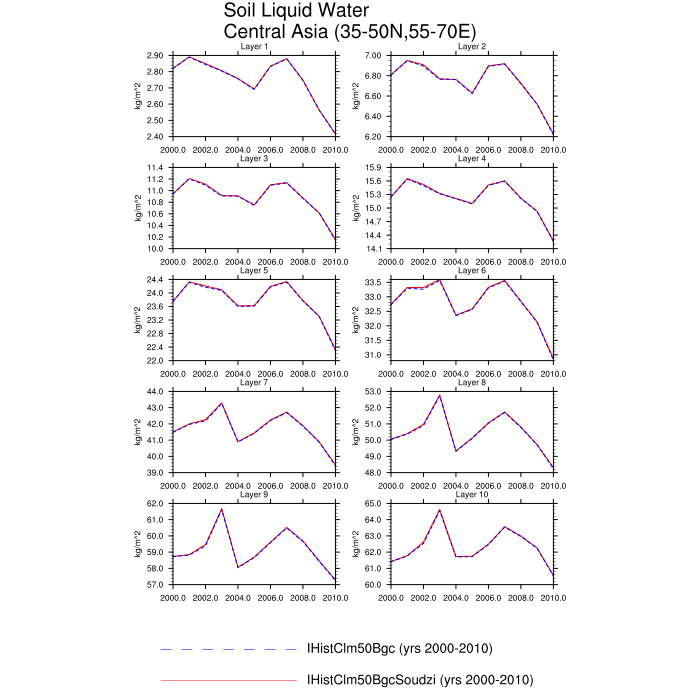 Soil Liquid Water
Central Asia (35-50N,55-70E)
Layer 1
2.90
2.80
2.70
2.60
2.50
2.40
kg/m^2
2000.0 2002.0 2004.0 2006.0 2008.0 2010.0
Layer 2
7.00
6.80
6.60
6.40
6.20
kg/m^2
2000.0 2002.0 2004.0 2006.0 2008.0 2010.0
Layer 3
11.4
11.2
11.0
10.8
10.6
10.4
10.2
10.0
kg/m^2
2000.0 2002.0 2004.0 2006.0 2008.0 2010.0
Layer 4
15.9
15.6
15.3
15.0
14.7
14.4
14.1
kg/m^2
2000.0 2002.0 2004.0 2006.0 2008.0 2010.0
Layer 5
24.4
24.0
23.6
23.2
22.8
22.4
22.0
kg/m^2
2000.0 2002.0 2004.0 2006.0 2008.0 2010.0
Layer 6
33.5
33.0
32.5
32.0
31.5
31.0
kg/m^2
2000.0 2002.0 2004.0 2006.0 2008.0 2010.0
Layer 7
44.0
43.0
42.0
41.0
40.0
39.0
kg/m^2
2000.0 2002.0 2004.0 2006.0 2008.0 2010.0
Layer 8
53.0
52.0
51.0
50.0
49.0
48.0
kg/m^2
2000.0 2002.0 2004.0 2006.0 2008.0 2010.0
Layer 9
62.0
61.0
60.0
59.0
58.0
57.0
kg/m^2
2000.0 2002.0 2004.0 2006.0 2008.0 2010.0
Layer 10
65.0
64.0
63.0
62.0
61.0
60.0
kg/m^2
2000.0 2002.0 2004.0 2006.0 2008.0 2010.0
IHistClm50Bgc (yrs 2000-2010)
IHistClm50BgcSoudzi (yrs 2000-2010)